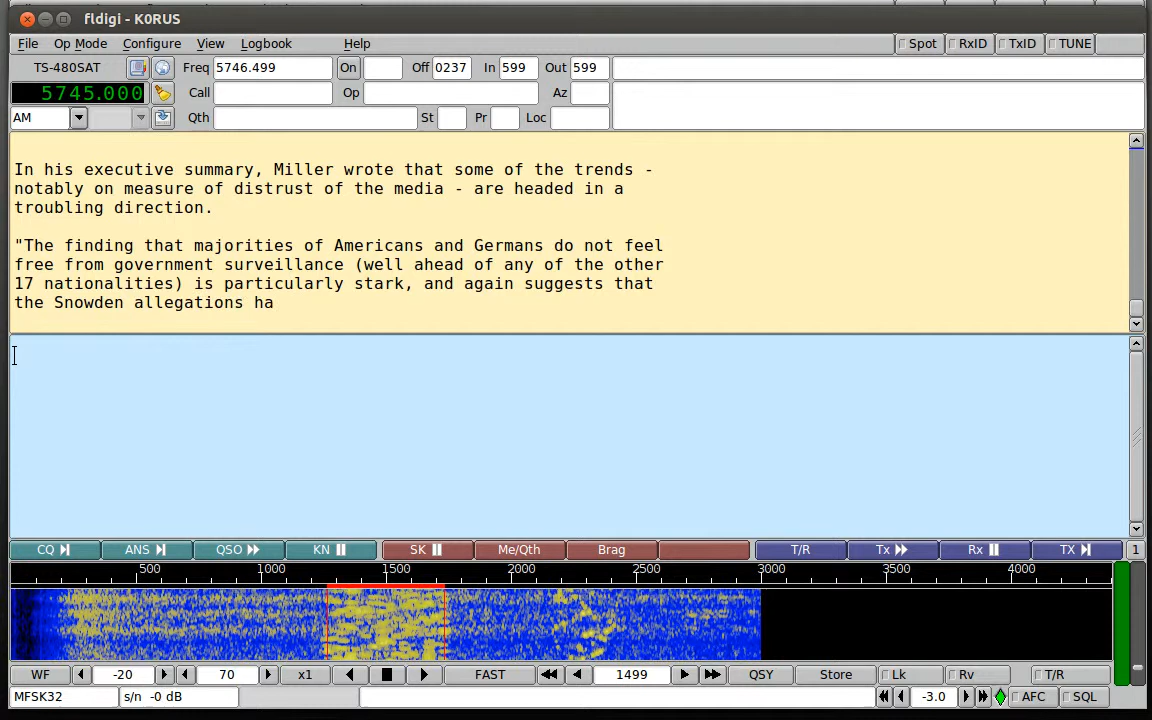 fldigi - K0RUS
File Op Mode Configure View Logbook Help Spot RxID TxID TUNE
TS-480SAT Freq 5746.499 On Off 0237 In 599 Out 599
5745.000 Call Op Az
AM Qth St Pr Loc
In his executive summary, Miller wrote that some of the trends -
notably on measure of distrust of the media - are headed in a
troubling direction.
"The finding that majorities of Americans and Germans do not feel
free from government surveillance (well ahead of any of the other
17 nationalities) is particularly stark, and again suggests that
the Snowden allegations ha
CQ ANS QSO KN SK Me/Qth Brag T/R Tx Rx TX 1
500 1000 1500 2000 2500 3000 3500 4000
WF -20 70 x1 FAST 1499 QSY Store Lk Rv T/R
MFSK32 s/n -0 dB -3.0 AFC SQL